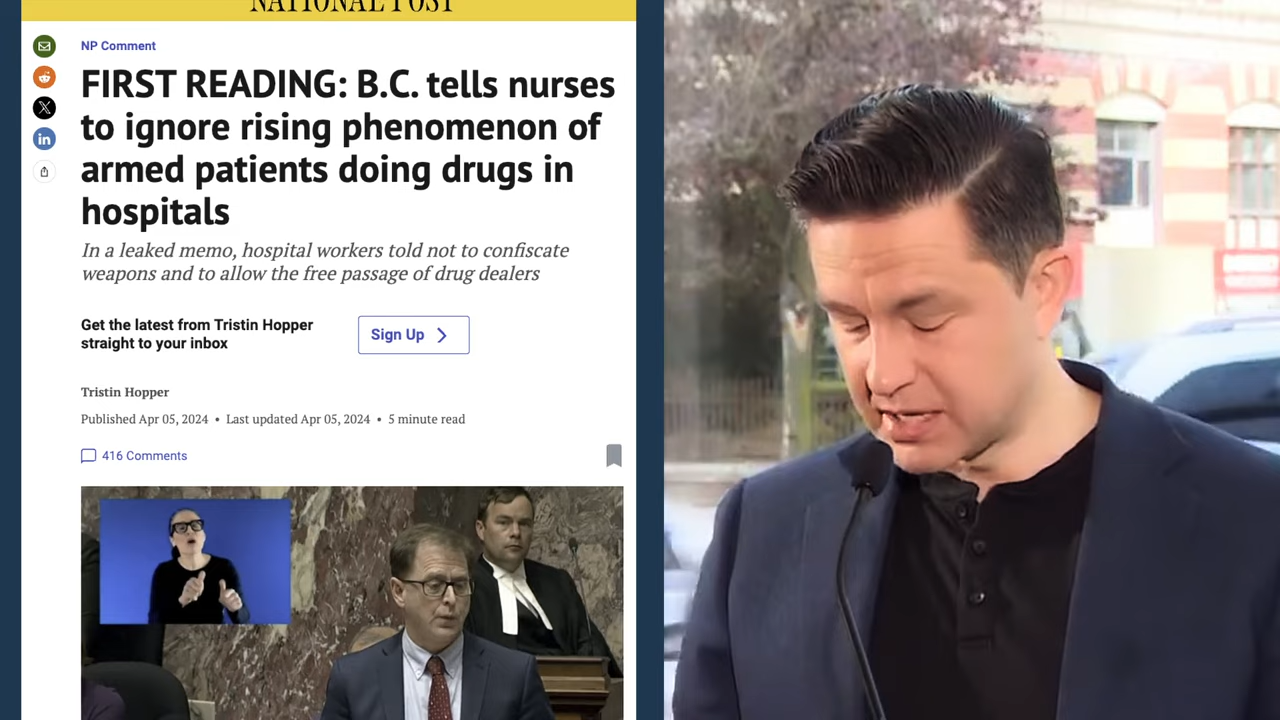 NATIONAL POST
NP Comment
FIRST READING: B.C. tells nurses
to ignore rising phenomenon of
armed patients doing drugs in
hospitals
In a leaked memo, hospital workers told not to confiscate
weapons and to allow the free passage of drug dealers
Get the latest from Tristin Hopper
straight to your inbox
Sign Up
Tristin Hopper
Published Apr 05, 2024 • Last updated Apr 05, 2024 • 5 minute read
416 Comments